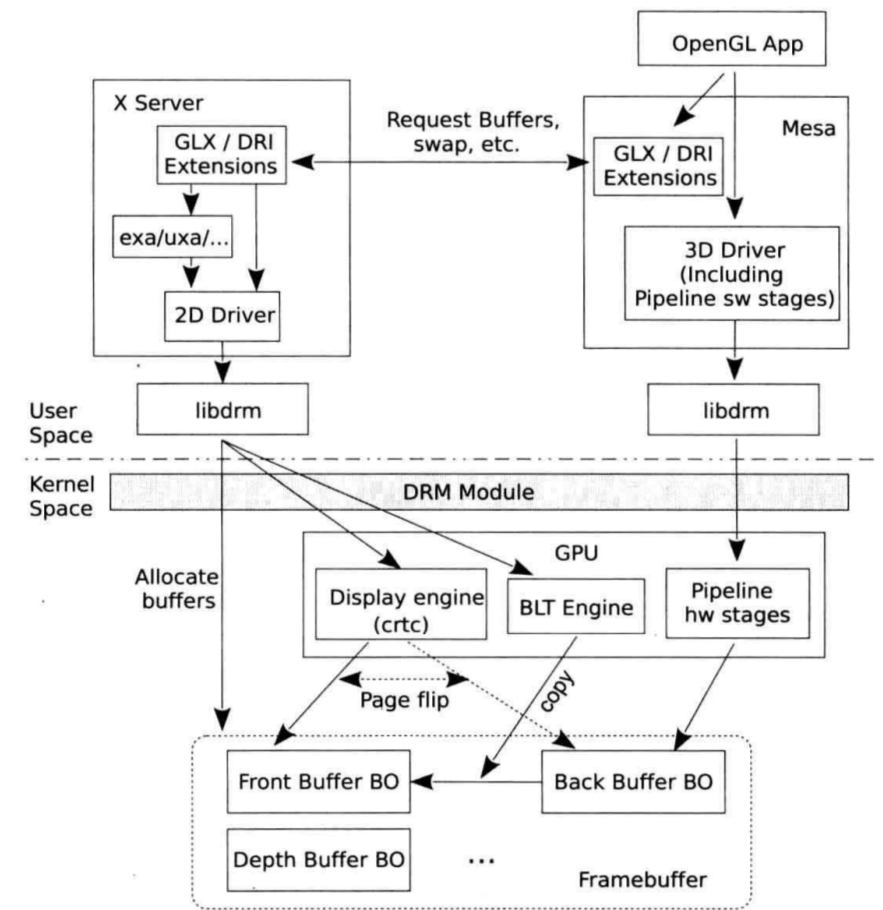 OpenGL App
X Server
GLX / DRI
Extensions
exa/uxa/...
2D Driver
Request Buffers,
swap, etc.
Mesa
GLX / DRI
Extensions
3D Driver
(Including
Pipeline sw stages)
libdrm
libdrm
User
Space
Kernel
Space
DRM Module
GPU
Allocate
buffers
Display engine
(crtc)
BLT Engine
Pipeline
hw stages
Page flip
copy
Front Buffer BO
Back Buffer BO
Depth Buffer BO
...
Framebuffer